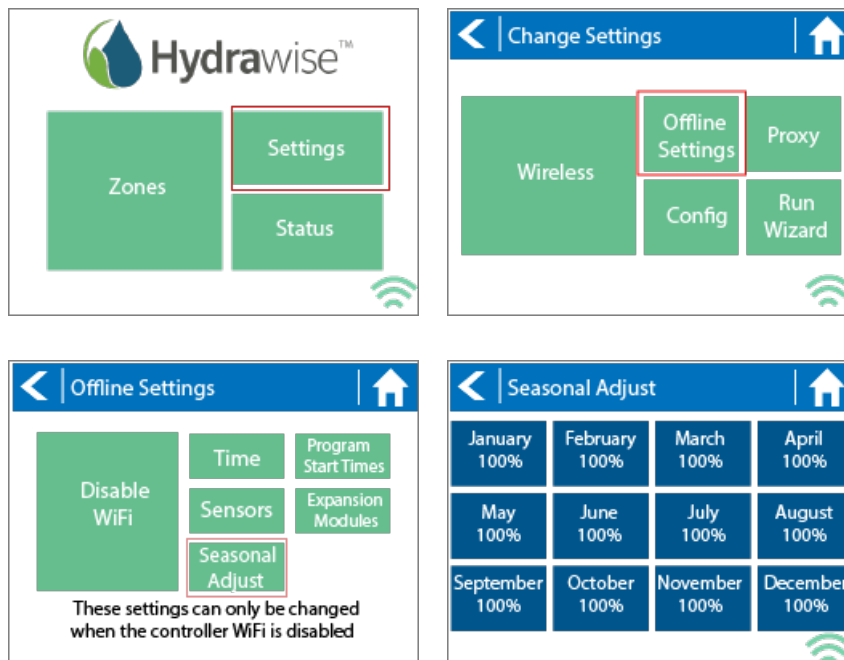 Hydrawise™
Zones
Settings
Status
Change Settings
Wireless
Offline
Settings
Proxy
Config
Run
Wizard
Offline Settings
Disable
WiFi
Time
Program
Start Times
Sensors
Expansion
Modules
Seasonal
Adjust
These settings can only be changed
when the controller WiFi is disabled
Seasonal Adjust
January
100%
February
100%
March
100%
April
100%
May
100%
June
100%
July
100%
August
100%
September
100%
October
100%
November
100%
December
100%